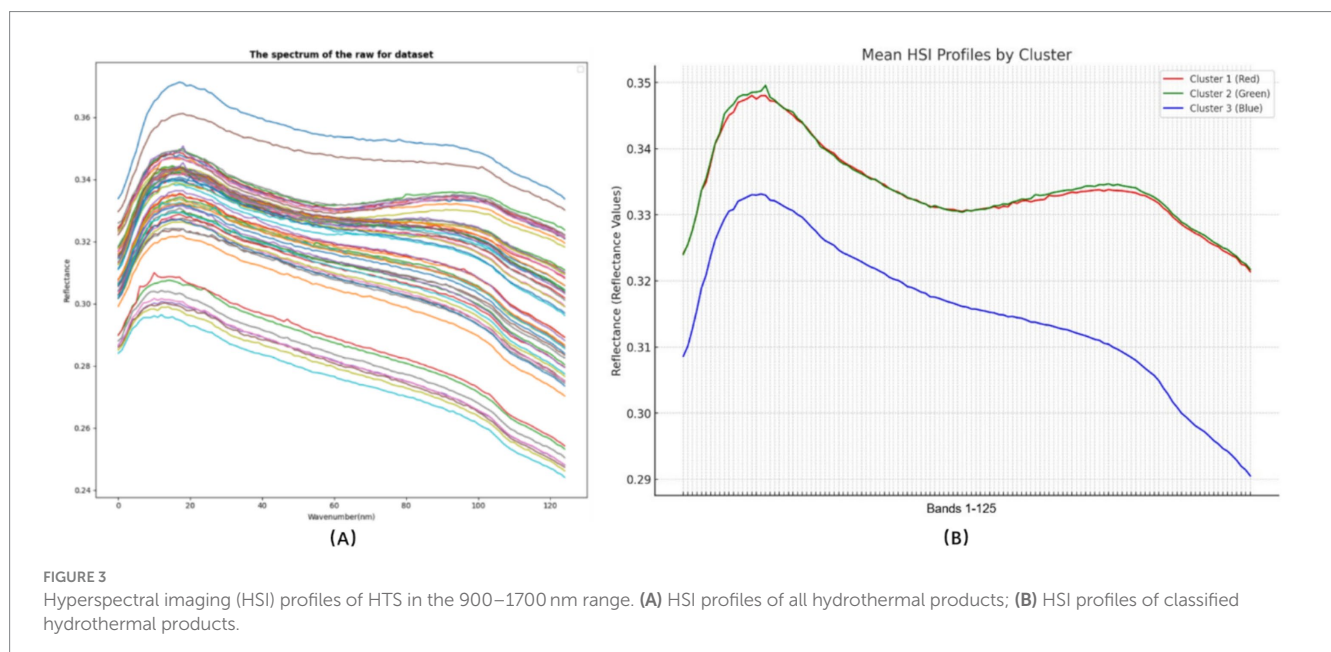 The spectrum of the raw for dataset
0.36
0.34
0.32
0.30
0.28
0.26
0.24
Reflectance
0 20 40 60 80 100 120
Wavenumber(nm)
(A)
Mean HSI Profiles by Cluster
Cluster 1 (Red)
Cluster 2 (Green)
Cluster 3 (Blue)
0.35
0.34
0.33
0.32
0.31
0.30
0.29
Reflectance (Reflectance Values)
Bands 1-125
(B)
FIGURE 3
Hyperspectral imaging (HSI) profiles of HTS in the 900–1700 nm range. (A) HSI profiles of all hydrothermal products; (B) HSI profiles of classified
hydrothermal products.